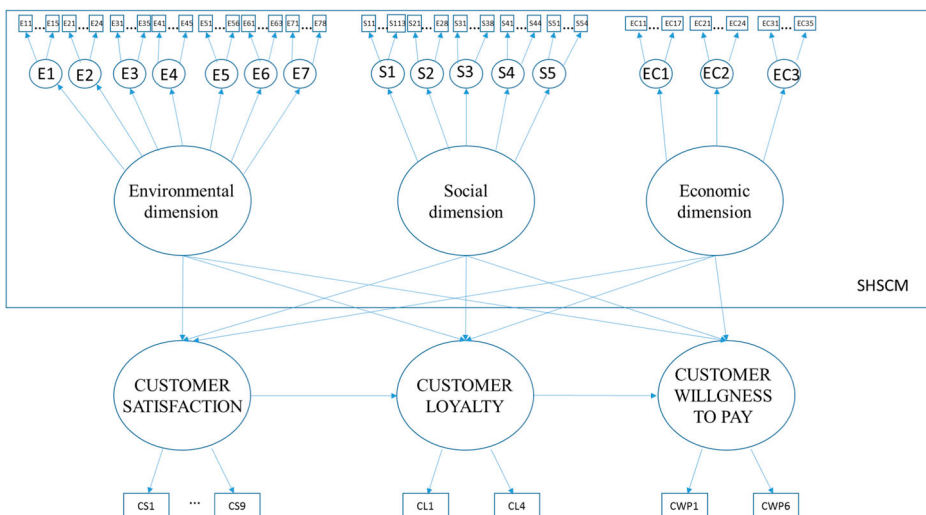 E11 ... E15 E21 ... E24 E31 ... E35 E41 ... E45 E51 ... E56 E61 ... E63 E71 ... E78 S11 ... S113 S21 ... E28 S31 ... S38 S41 ... S44 S51 ... S54 EC11 ... EC17 EC21 ... EC24 EC31 ... EC35
E1 E2 E3 E4 E5 E6 E7 S1 S2 S3 S4 S5 EC1 EC2 EC3
Environmental
dimension
Social
dimension
Economic
dimension
SHSCM
CUSTOMER
SATISFACTION
CUSTOMER
LOYALTY
CUSTOMER
WILLGNESS
TO PAY
CS1 ... CS9 CL1 CL4 CWP1 CWP6